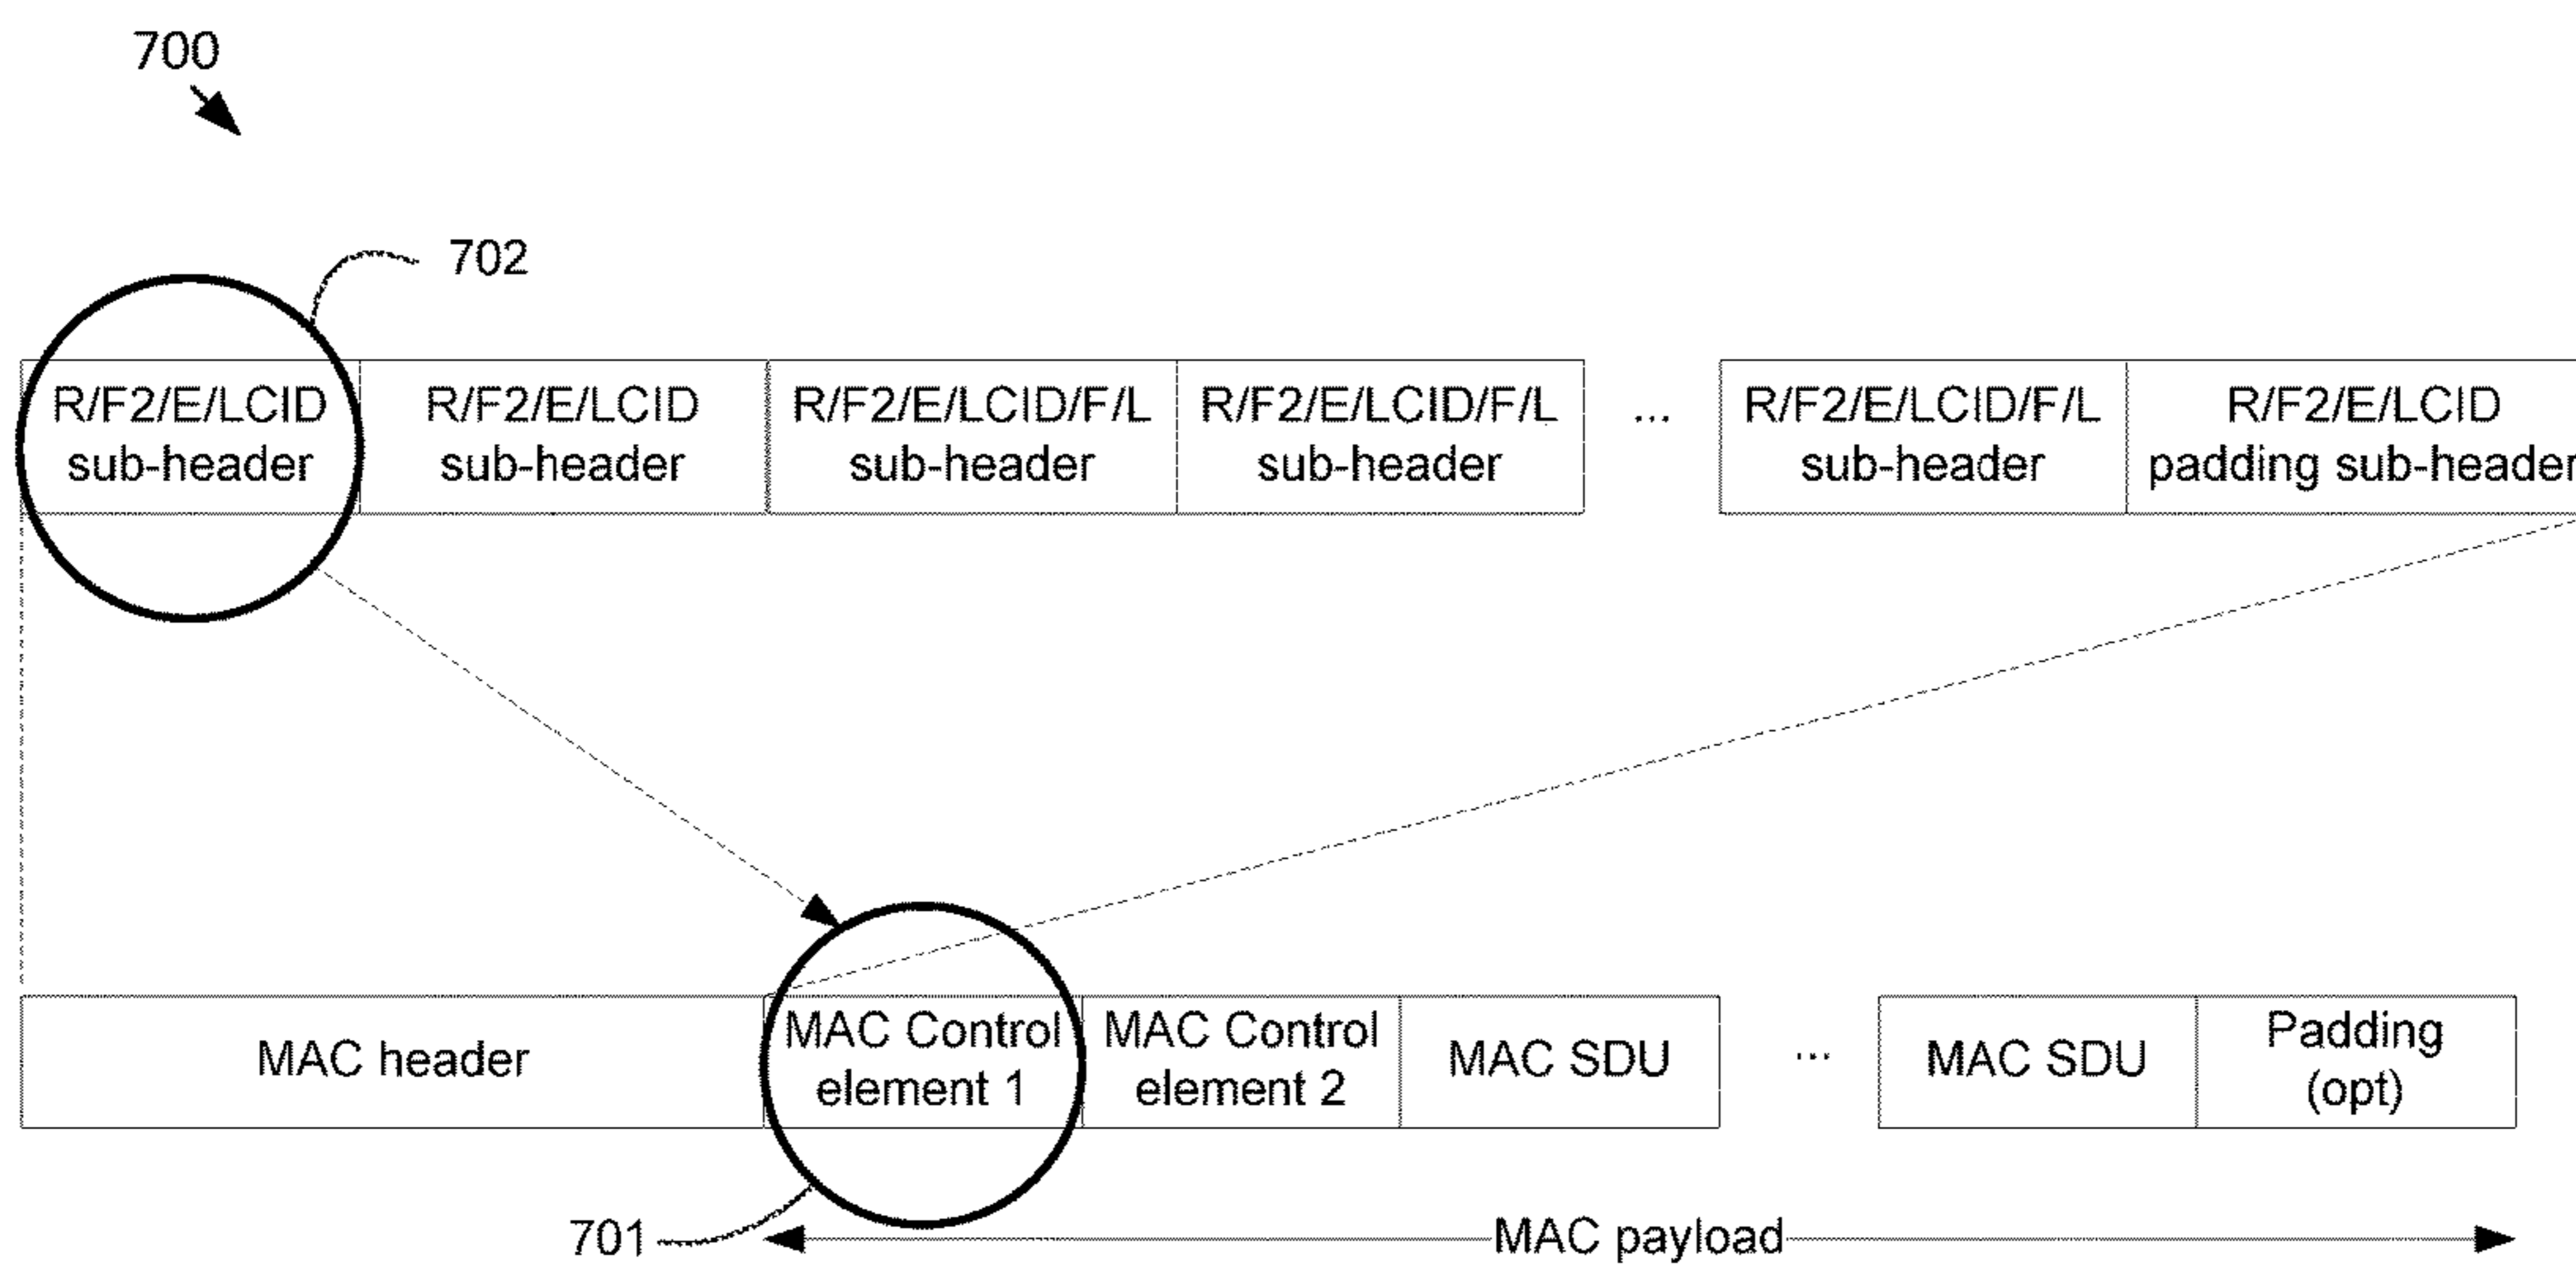 700
702
R/F2/E/LCID
sub-header
R/F2/E/LCID
sub-header
R/F2/E/LCID/F/L
sub-header
R/F2/E/LCID/F/L
sub-header
...
R/F2/E/LCID/F/L
sub-header
R/F2/E/LCID
padding sub-header
MAC header
MAC Control
element 1
MAC Control
element 2
MAC SDU
...
MAC SDU
Padding
(opt)
701
MAC payload